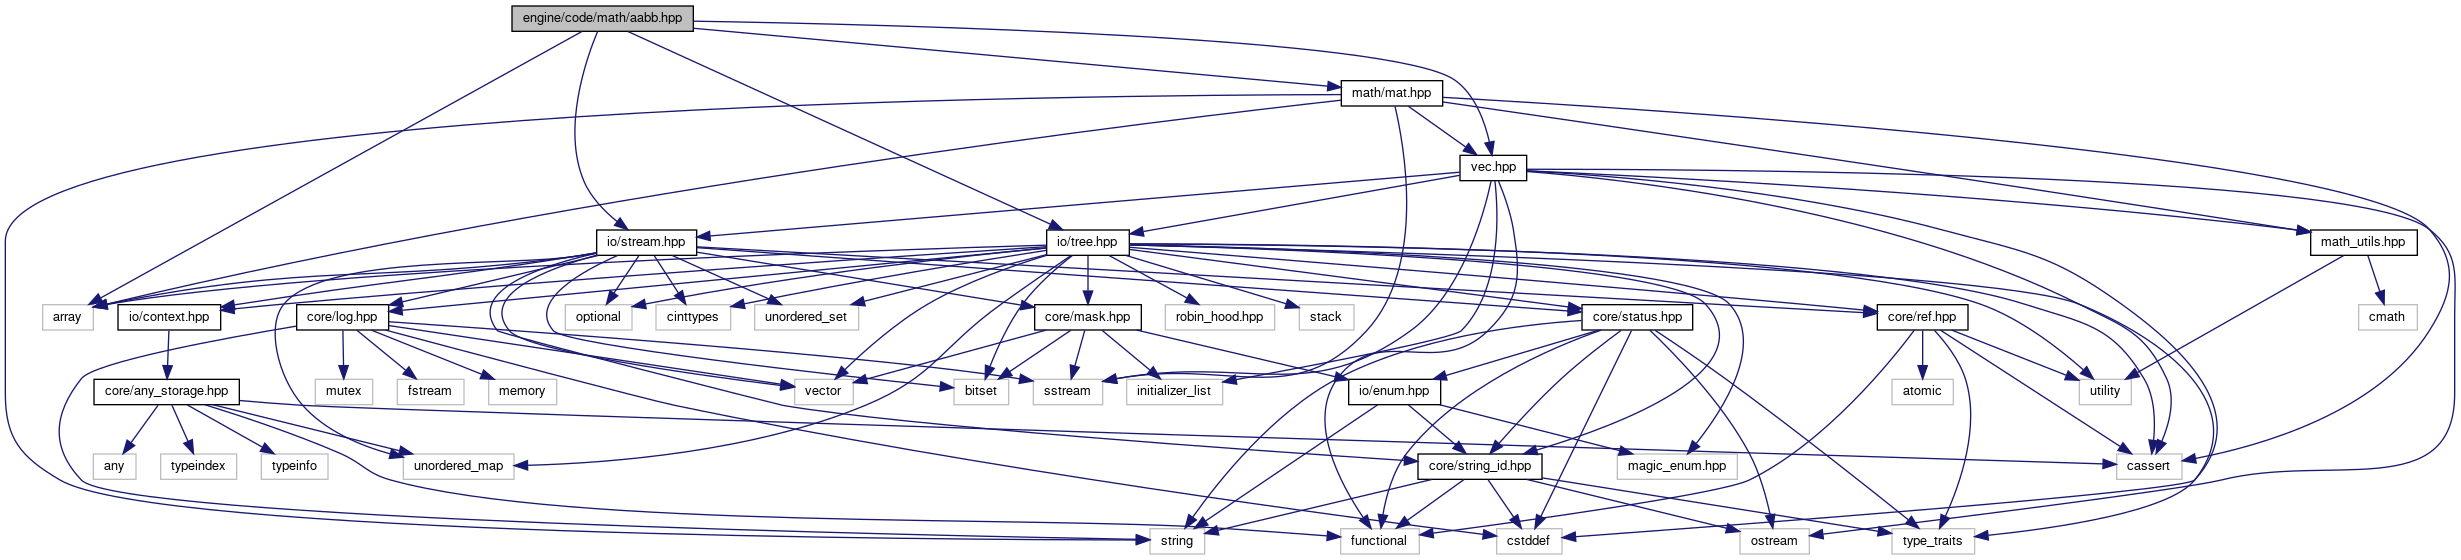 engine/code/math/aabb.hpp
math/mat.hpp
vec.hpp
io/stream.hpp
io/tree.hpp
math_utils.hpp
array
io/context.hpp
core/log.hpp
optional
cinttypes
unordered_set
core/mask.hpp
robin_hood.hpp
stack
core/status.hpp
core/ref.hpp
cmath
core/any_storage.hpp
mutex
fstream
memory
vector
bitset
sstream
initializer_list
io/enum.hpp
atomic
utility
any
typeindex
typeinfo
unordered_map
core/string_id.hpp
magic_enum.hpp
cassert
string
functional
cstddef
ostream
type_traits